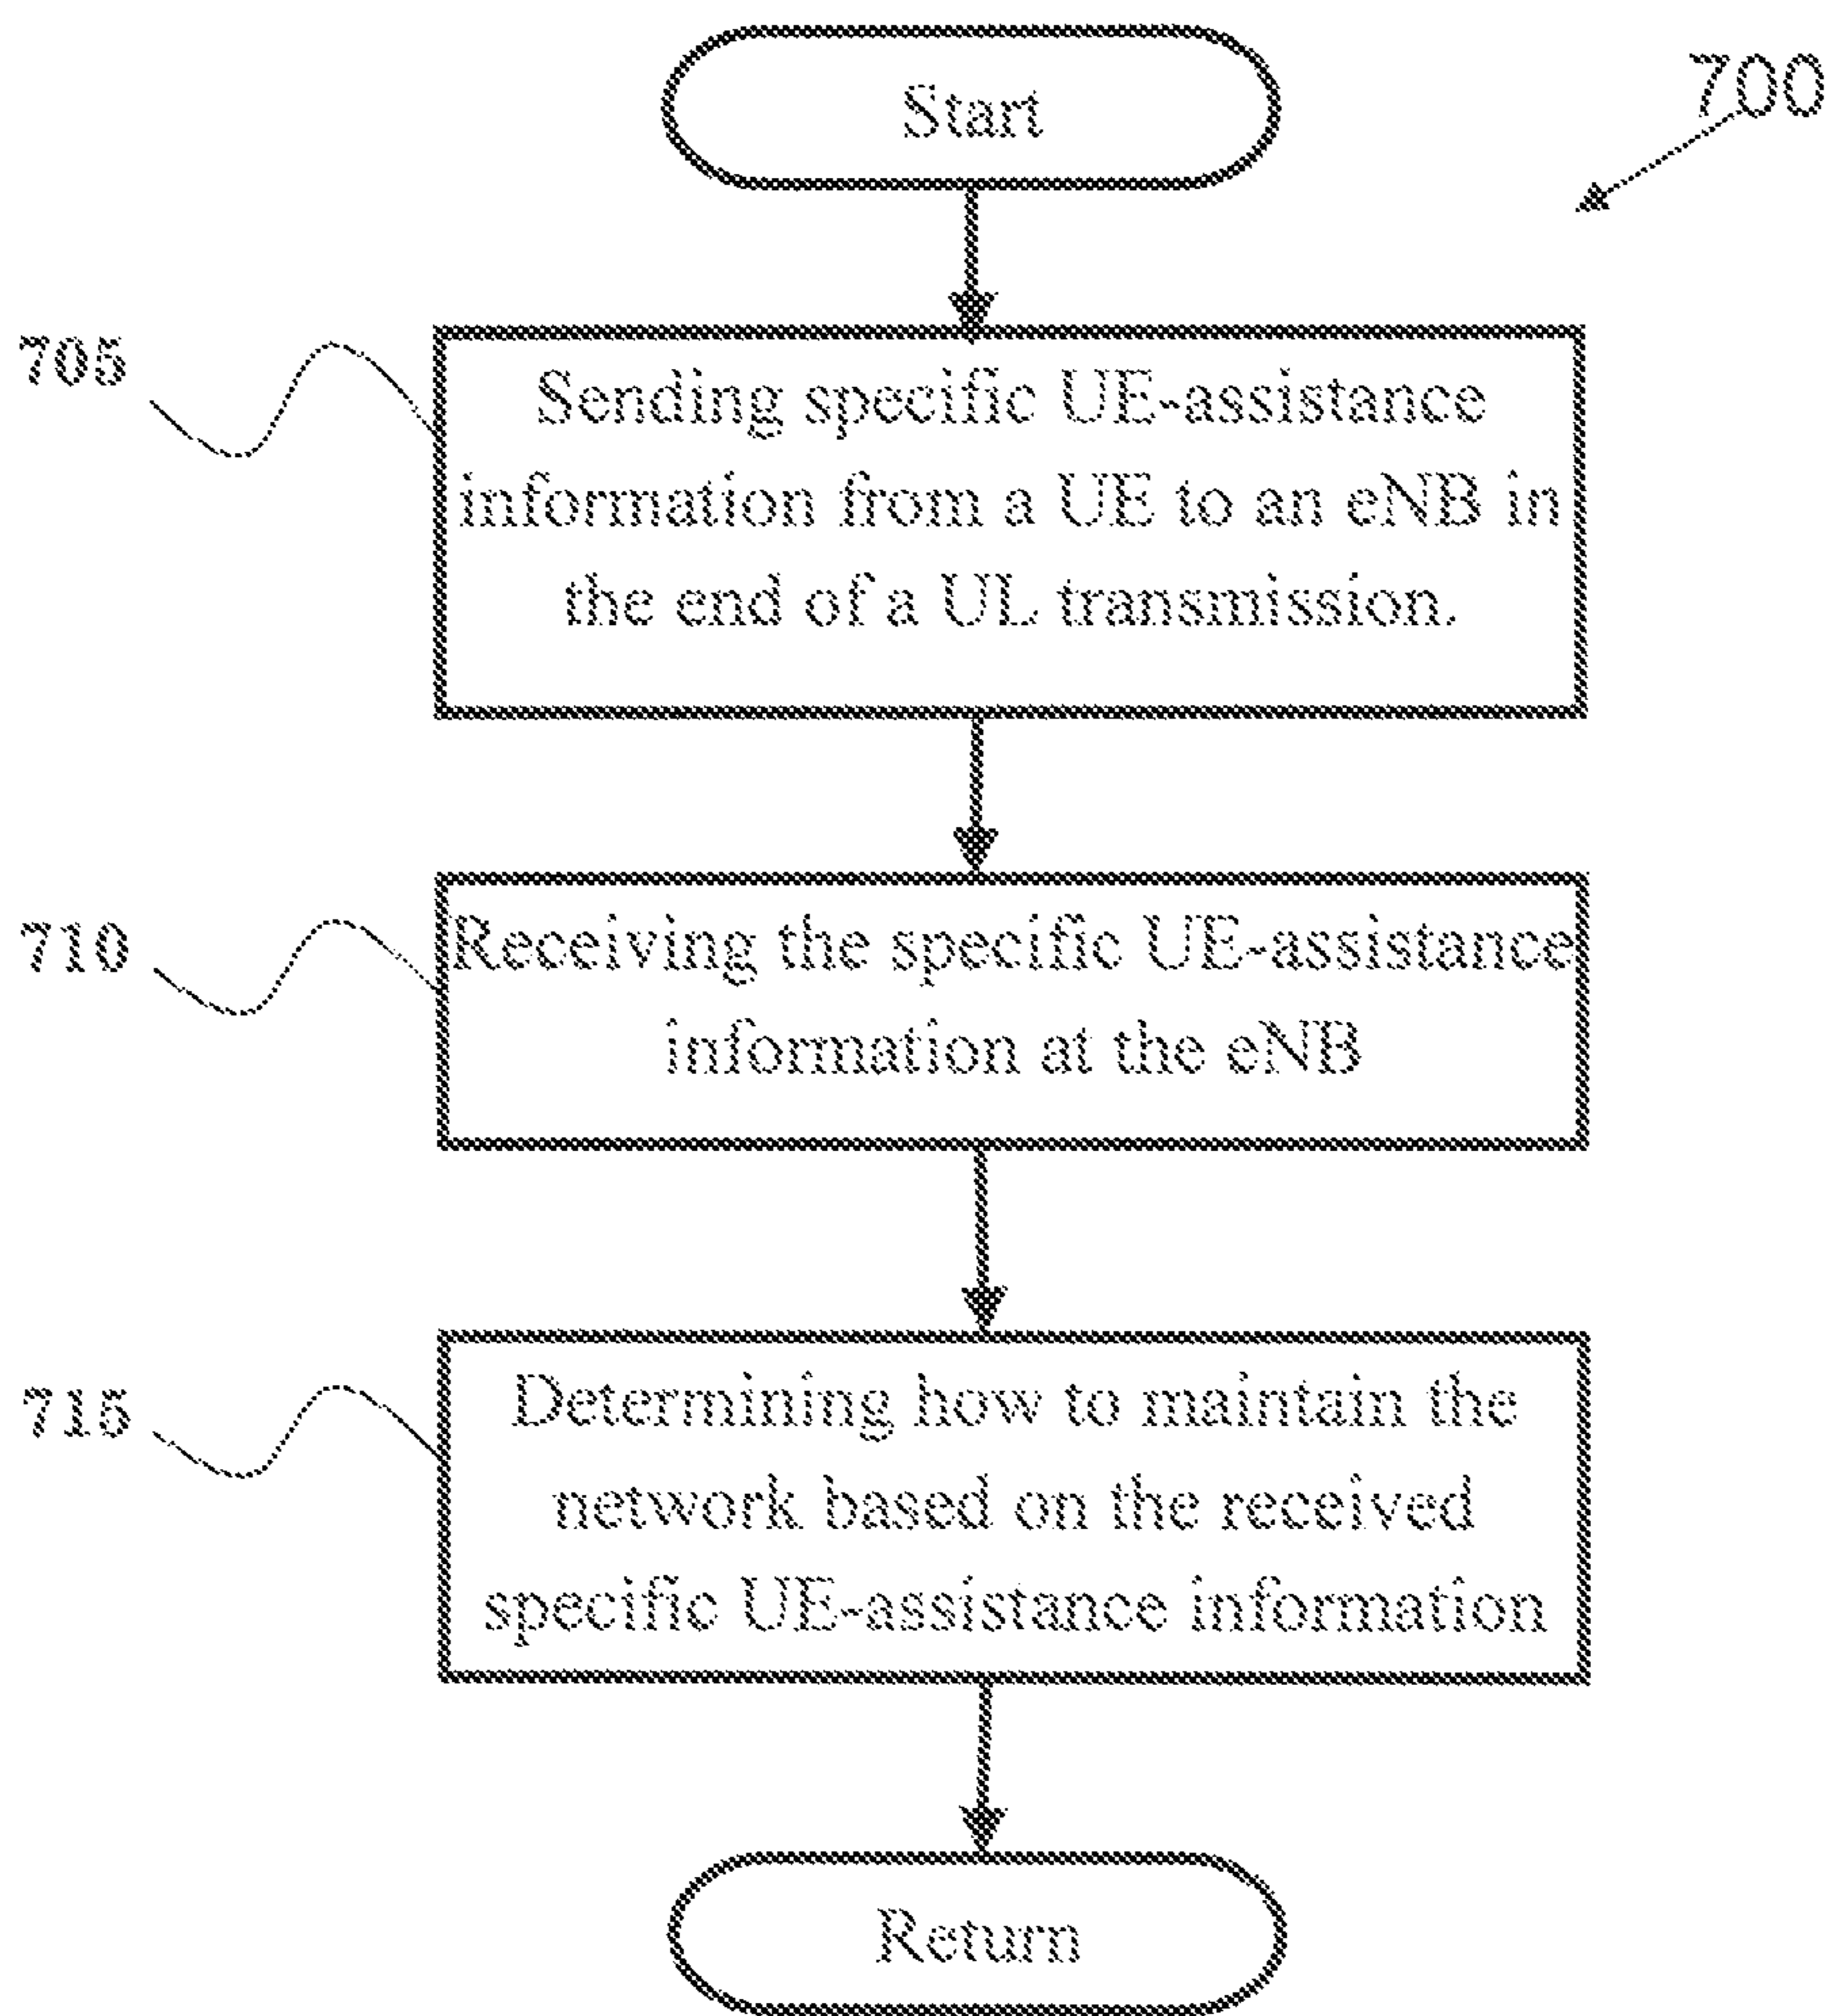 Start
700
705
Sending specific UE-assistance
information from a UE to an eNB in
the end of a UL transmission.
710
Receiving the specific UE-assistance
information at the eNB
715
Determining how to maintain the
network based on the received
specific UE-assistance information
Return